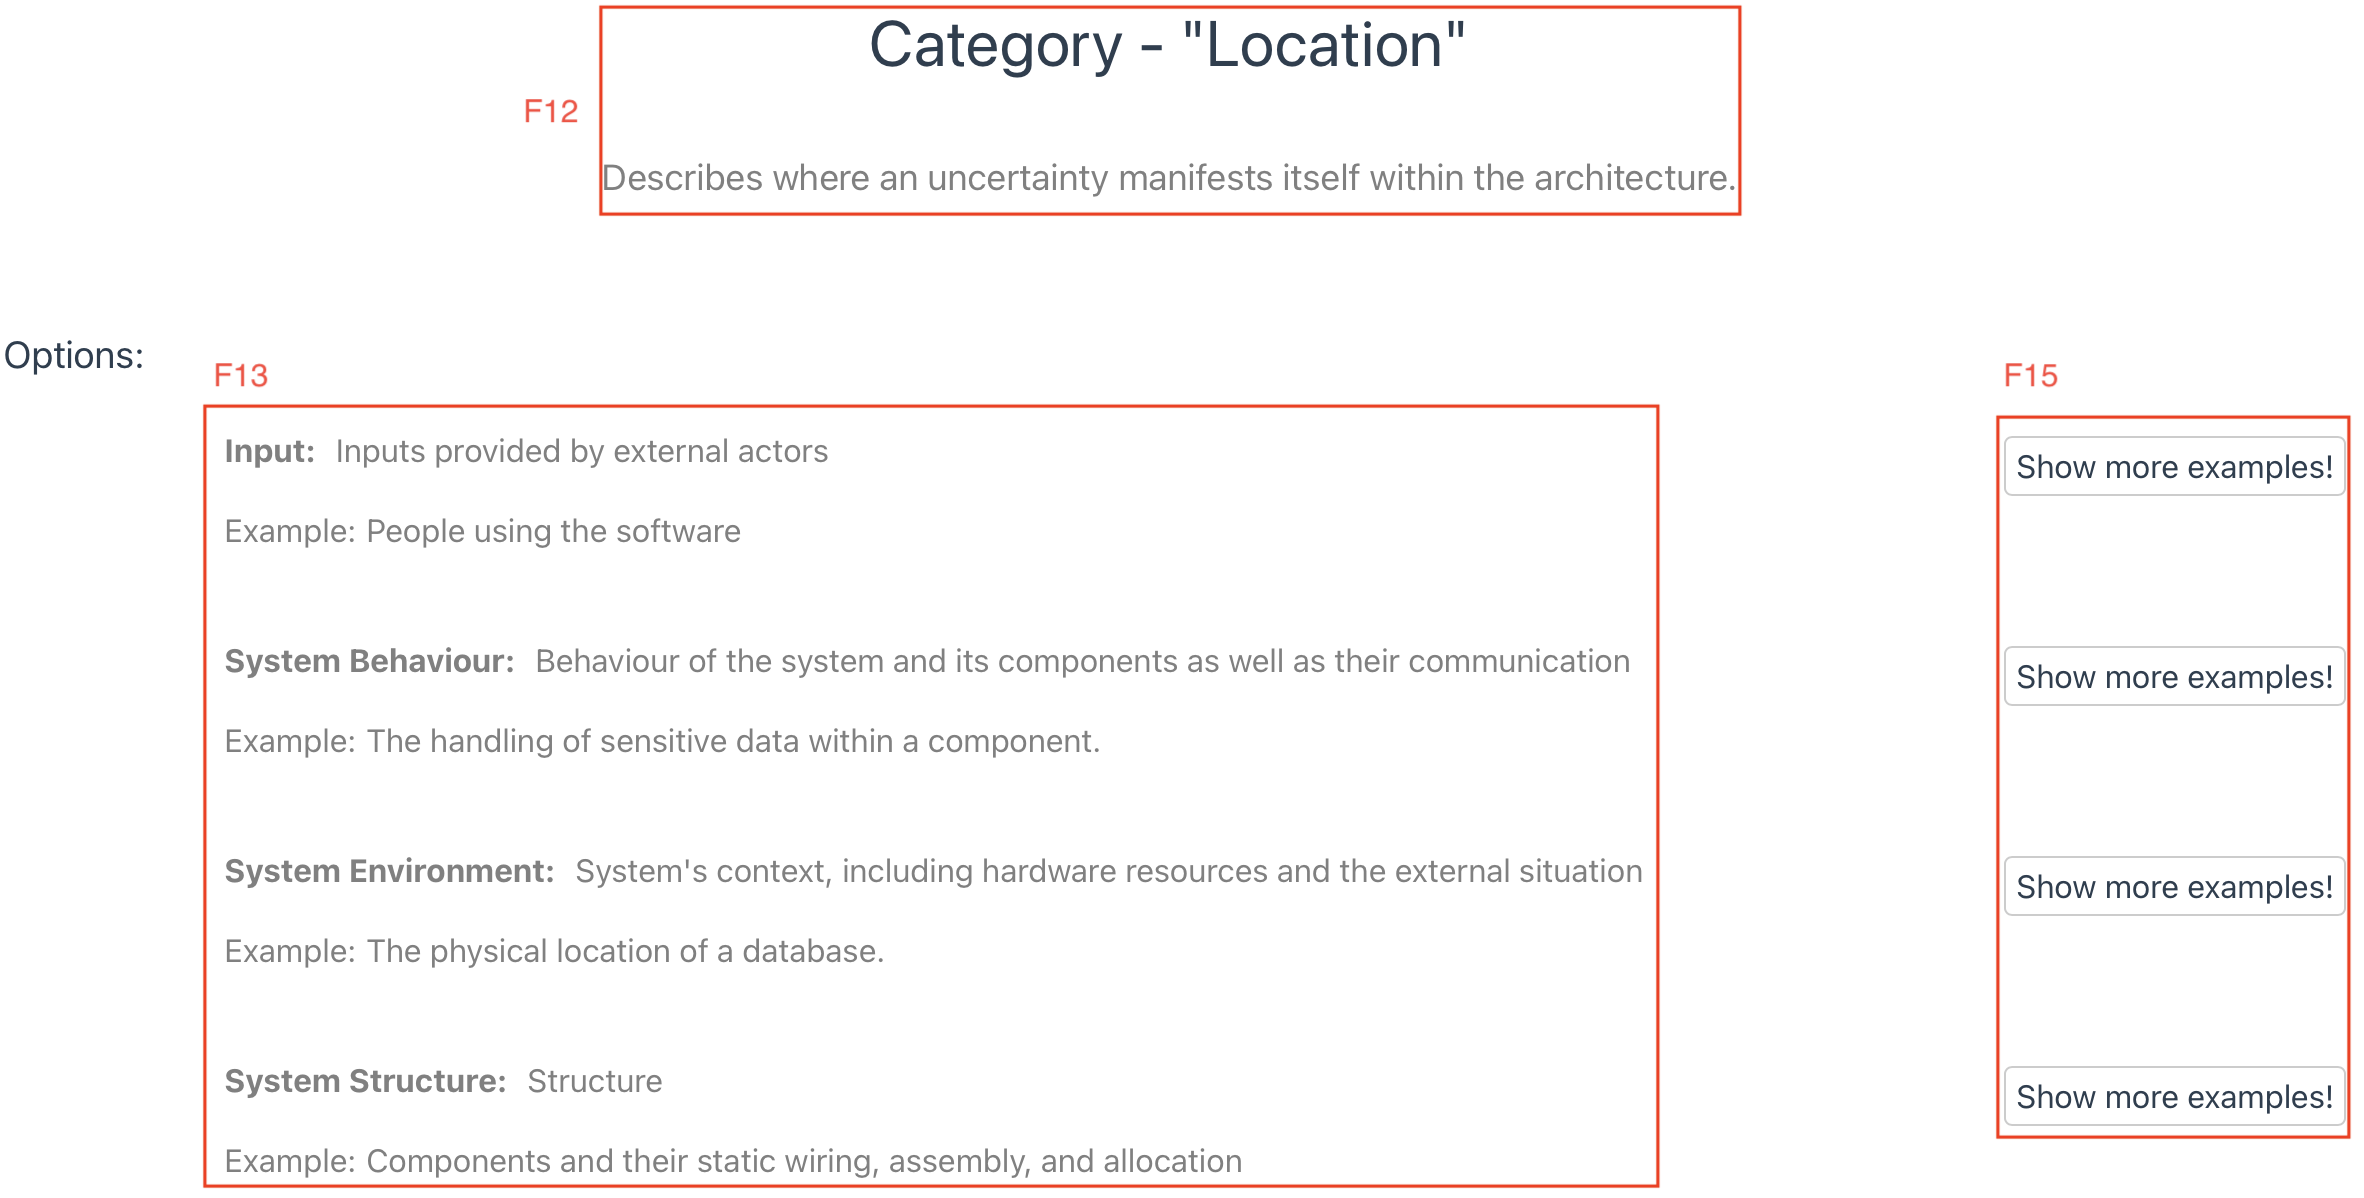 Category - "Location"
F12
Describes where an uncertainty manifests itself within the architecture.
Options:
F13
F15
Input: Inputs provided by external actors
Show more examples!
Example: People using the software
System Behaviour: Behaviour of the system and its components as well as their communication
Show more examples!
Example: The handling of sensitive data within a component.
System Environment: System's context, including hardware resources and the external situation
Show more examples!
Example: The physical location of a database.
System Structure: Structure
Show more examples!
Example: Components and their static wiring, assembly, and allocation